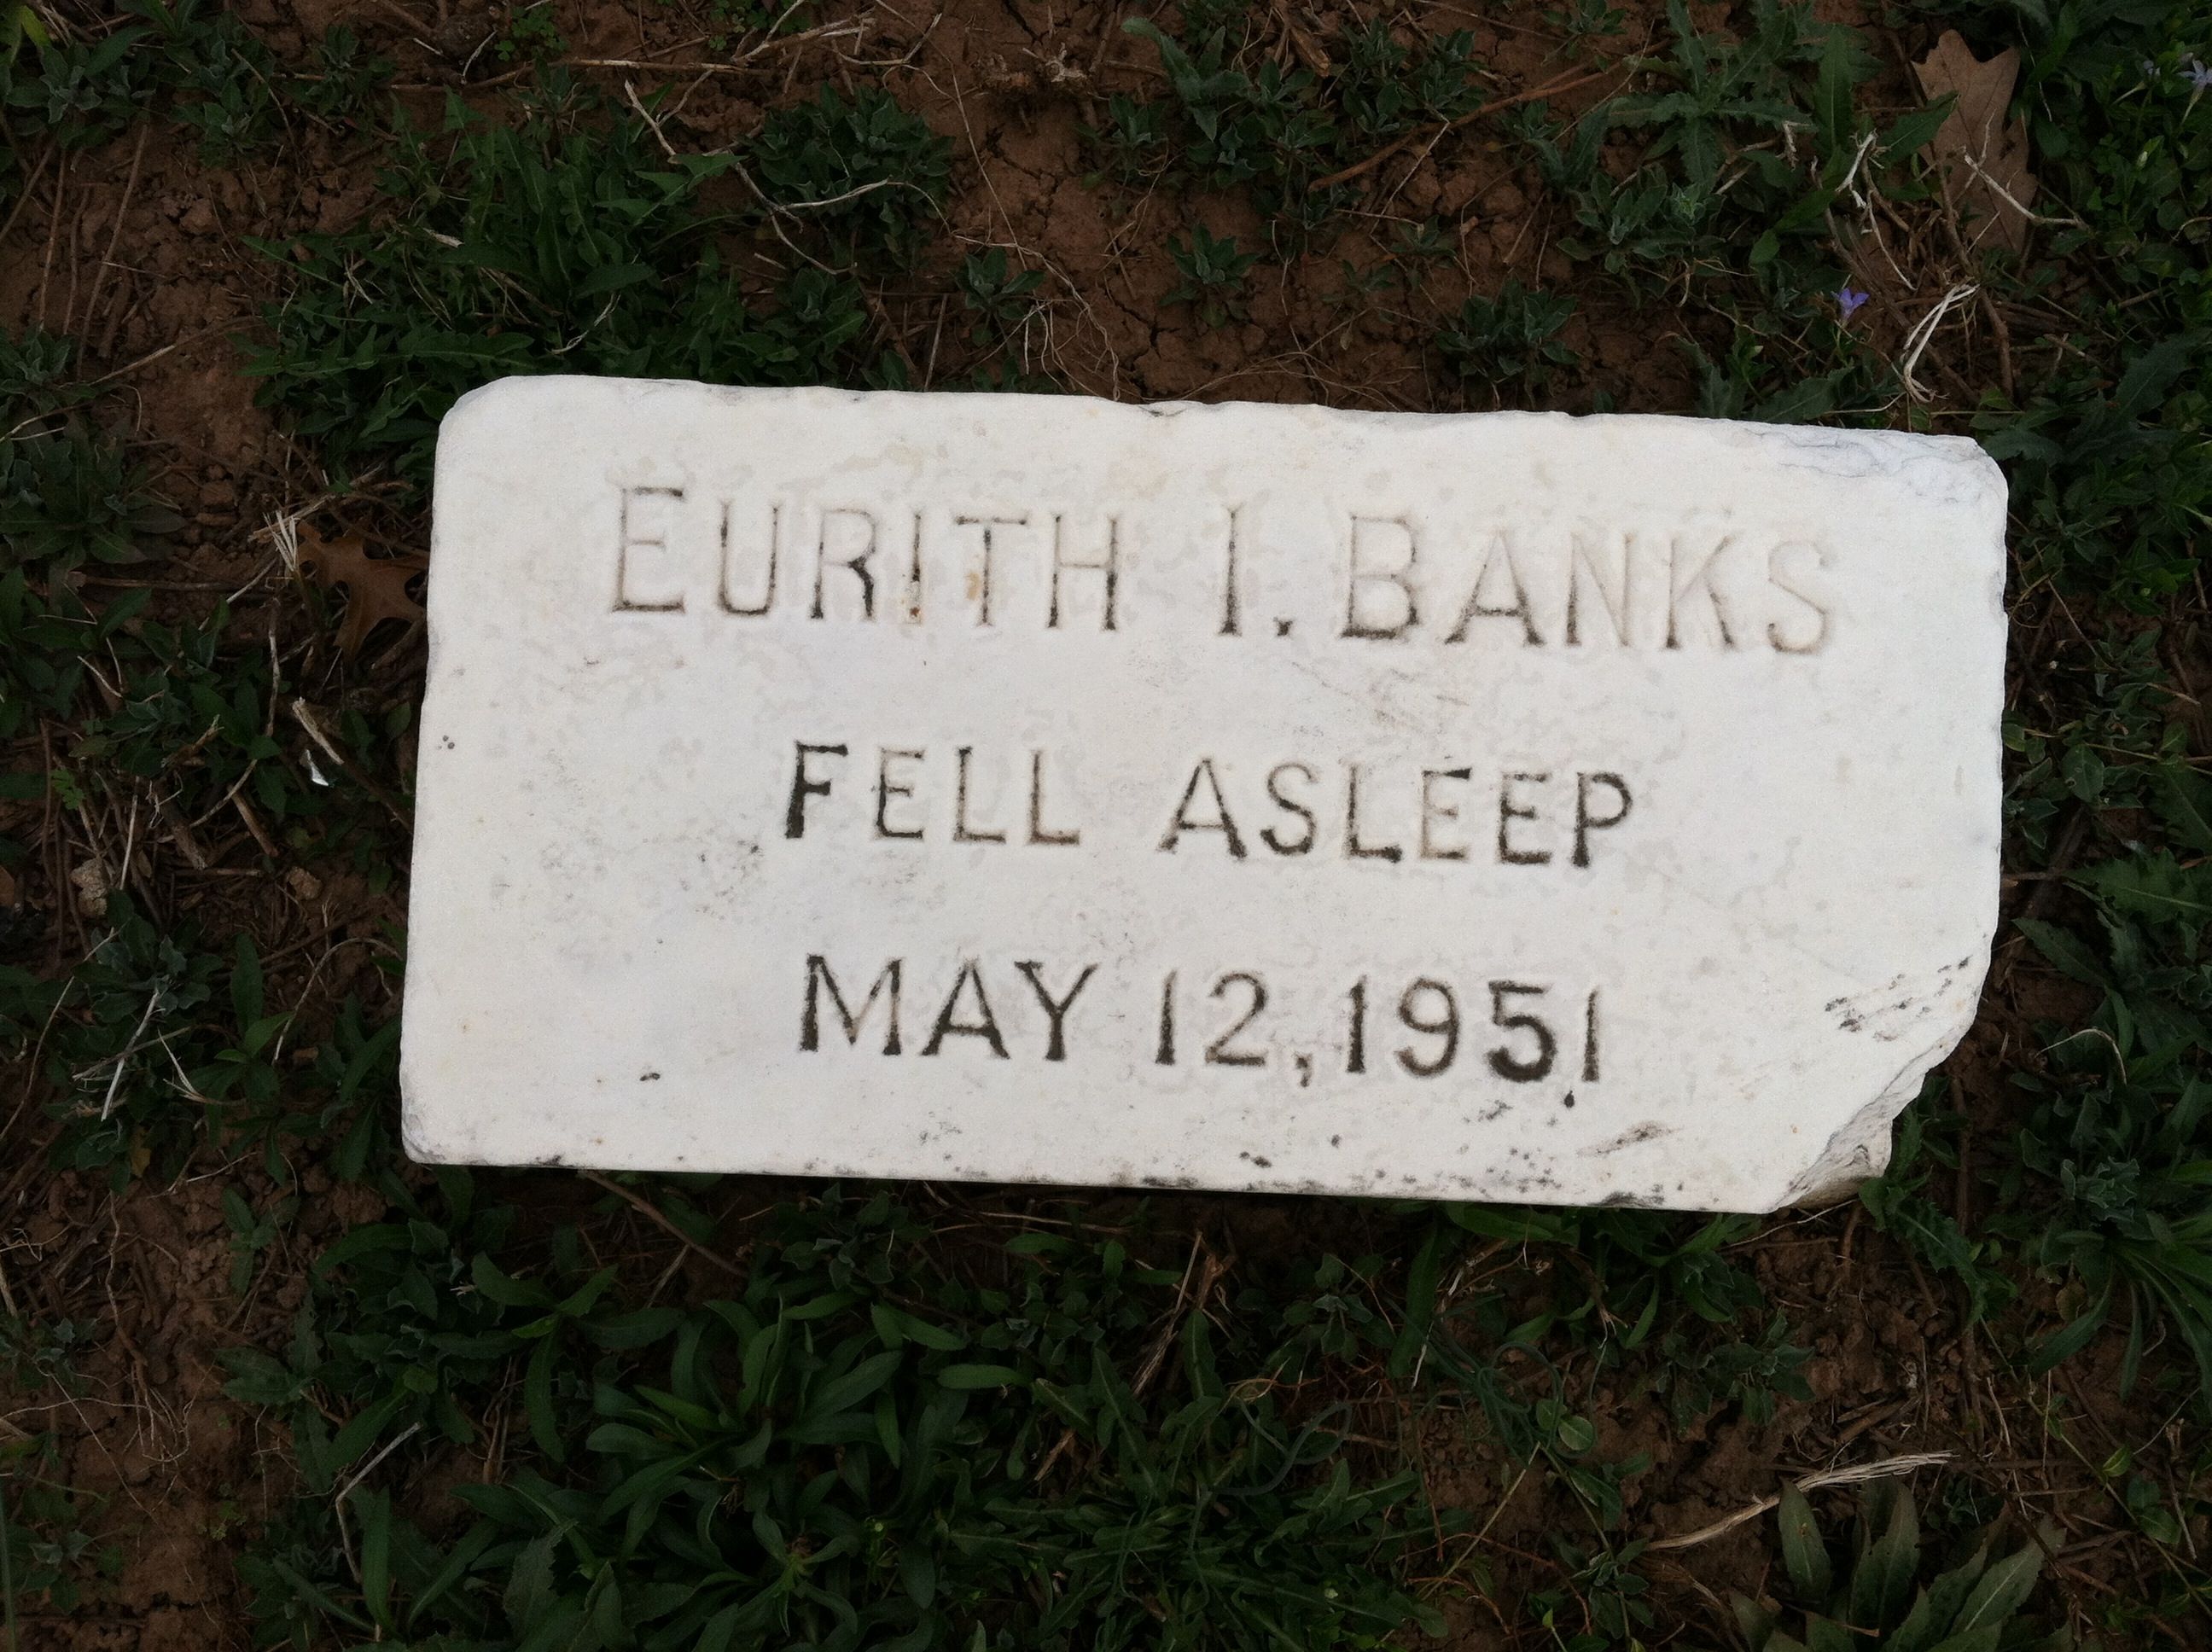 EURITH I. BANKS
FELL ASLEEP
MAY 12, 1951